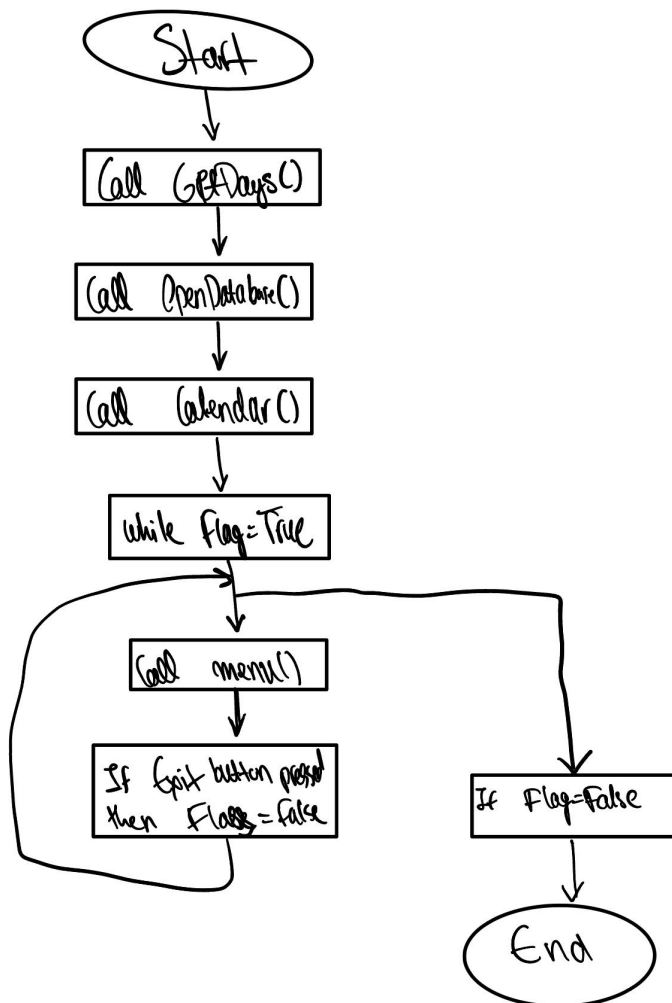 Start
Call GetDays()
Call OpenDatabase()
Call Calendar()
while Flag=True
Call menu()
If Exit button pressed
then Flag=False
If Flag=False
End